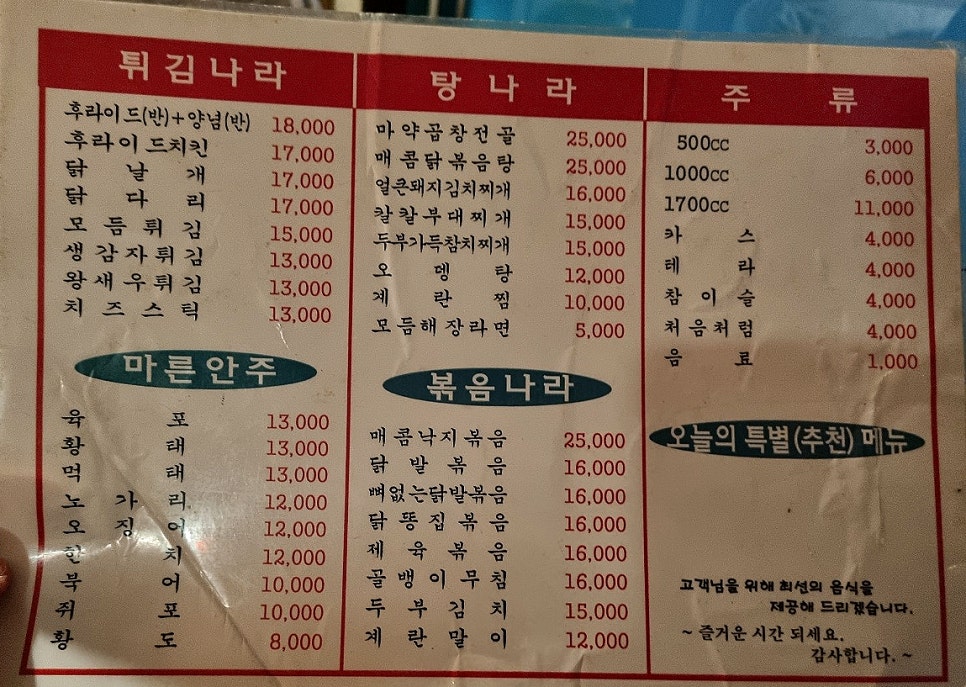 튀김나라
후라이드(반)+양념(반) 18,000
후라이드치킨 17,000
닭날개 17,000
닭다리 17,000
모듬튀김 15,000
생감자튀김 13,000
왕새우튀김 13,000
치즈스틱 13,000
마른안주
육포 13,000
황태 13,000
먹태 13,000
노가리 12,000
오징어 12,000
한치 12,000
북어 10,000
쥐포 10,000
황도 8,000
탕나라
마약곱창전골 25,000
매콤닭볶음탕 25,000
얼큰돼지김치찌개 16,000
칼칼부대찌개 15,000
두부가득참치찌개 15,000
오뎅탕 12,000
계란찜 10,000
모듬해장라면 5,000
볶음나라
매콤낙지볶음 25,000
닭발볶음 16,000
뼈없는닭발볶음 16,000
닭똥집볶음 16,000
제육볶음 16,000
골뱅이무침 16,000
두부김치 15,000
계란말이 12,000
주류
500cc 3,000
1000cc 6,000
1700cc 11,000
카스 4,000
테라 4,000
참이슬 4,000
처음처럼 4,000
음료 1,000
오늘의 특별(추천) 메뉴
고객님을 위해 최선의 음식을
제공해 드리겠습니다.
~ 즐거운 시간 되세요.
감사합니다. ~